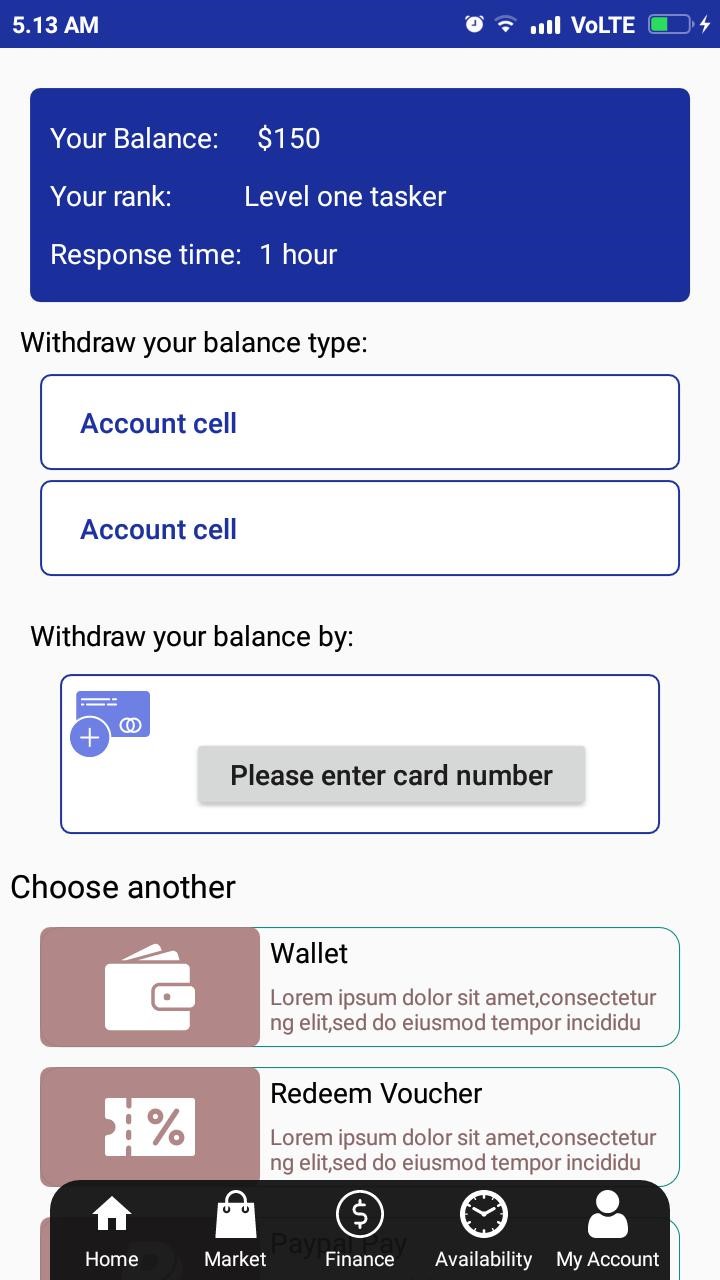 5.13 AM VoLTE
Your Balance: $150
Your rank: Level one tasker
Response time: 1 hour
Withdraw your balance type:
Account cell
Account cell
Withdraw your balance by:
Please enter card number
Choose another
Wallet
Lorem ipsum dolor sit amet,consectetur
ng elit,sed do eiusmod tempor incididu
Redeem Voucher
% 
Lorem ipsum dolor sit amet,consectetur
ng elit,sed do eiusmod tempor incididu
Paypal Pay
Home Market Finance Availability My Account